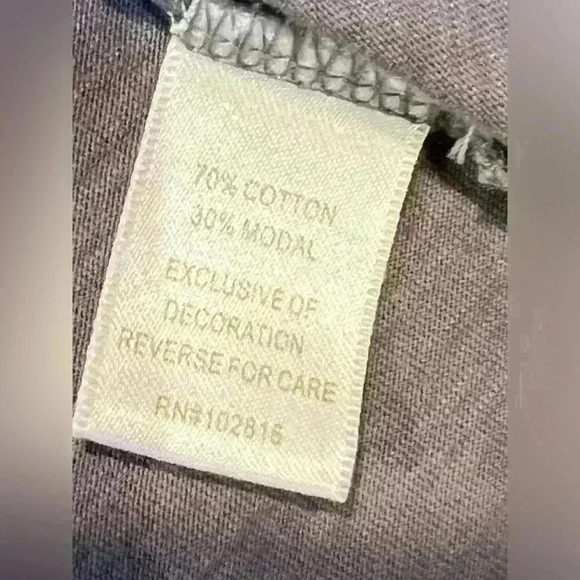 70% COTTON
30% MODAL
EXCLUSIVE OF
DECORATION
REVERSE FOR CARE
RN#102816